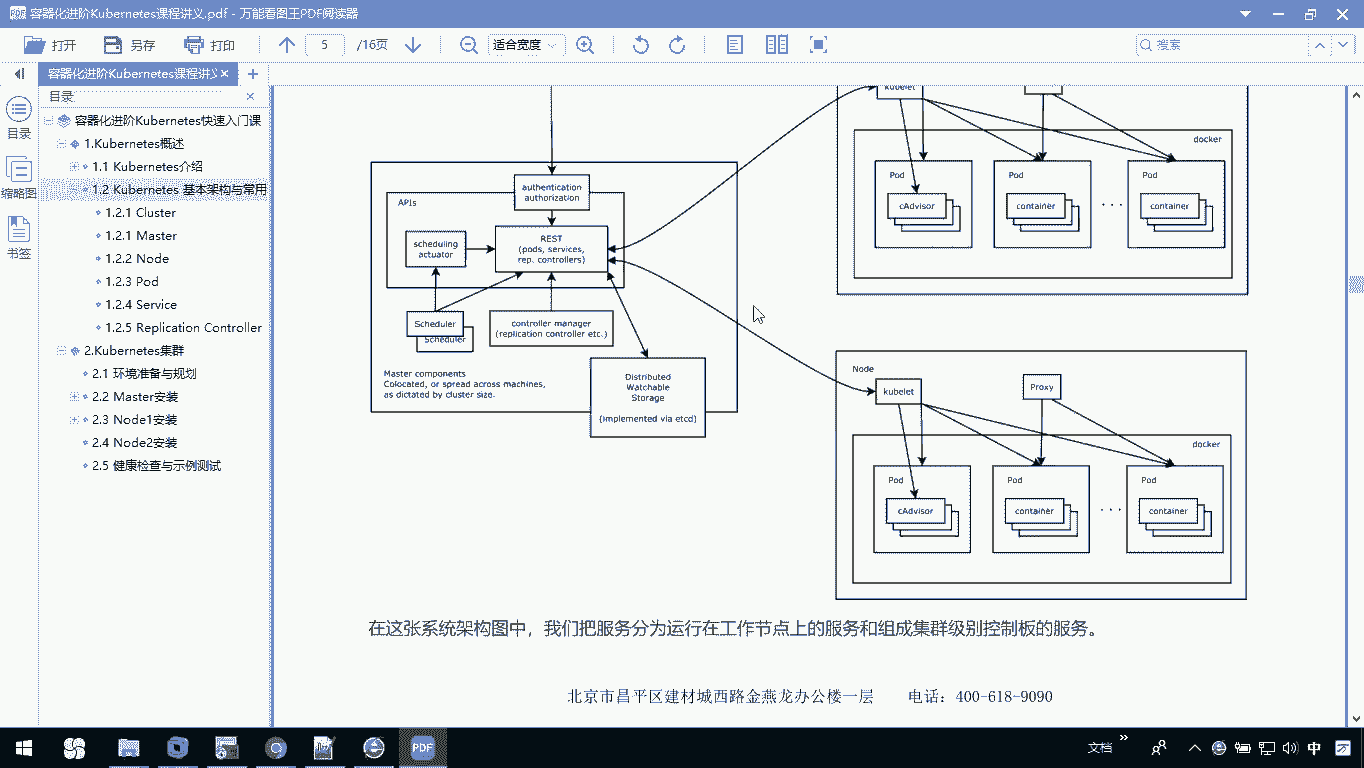 容器化进阶Kubernetes课程讲义.pdf - 万能看图王PDF阅读器
打开
另存
打印
5
/16页
适合宽度
搜索
容器化进阶Kubernetes课程讲义
目录
目录
缩略图
书签
容器化进阶Kubernetes快速入门课
1.Kubernetes概述
1.1 Kubernetes介绍
1.2 Kubernetes 基本架构与常用
1.2.1 Cluster
1.2.1 Master
1.2.2 Node
1.2.3 Pod
1.2.4 Service
1.2.5 Replication Controller
2.Kubernetes集群
2.1 环境准备与规划
2.2 Master安装
2.3 Node1安装
2.4 Node2安装
2.5 健康检查与示例测试
APIs
authentication
authorization
scheduling
actuator
REST
(pods, services,
rep. controllers)
Scheduler
Scheduler
controller manager
(replication controller etc.)
Master components
Colocated, or spread across machines,
as dictated by cluster size.
Distributed
Watchable
Storage
(implemented via etcd)
kubelet
docker
Pod
cAdvisor
Pod
container
· · ·
Pod
container
Node
kubelet
Proxy
docker
Pod
cAdvisor
Pod
container
· · ·
Pod
container
在这张系统架构图中，我们把服务分为运行在工作节点上的服务和组成集群级别控制板的服务。
北京市昌平区建材城西路金燕龙办公楼一层 电话：400-618-9090
PDF
文档
中